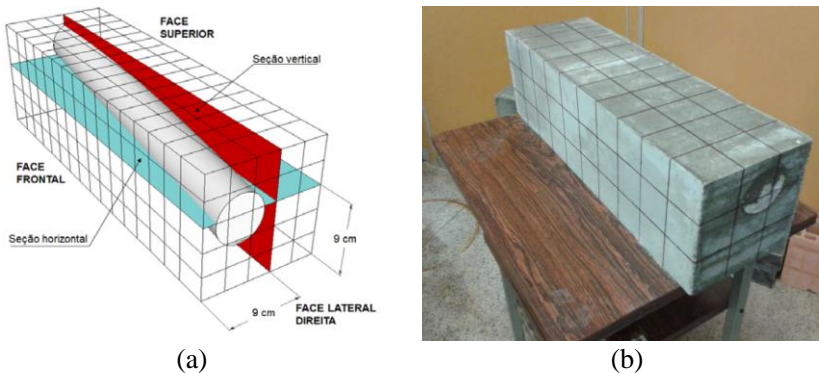 FACE
SUPERIOR
Seção vertical
FACE
FRONTAL
Seção horizontal
9 cm
9 cm
FACE LATERAL
DIREITA
(a)
(b)